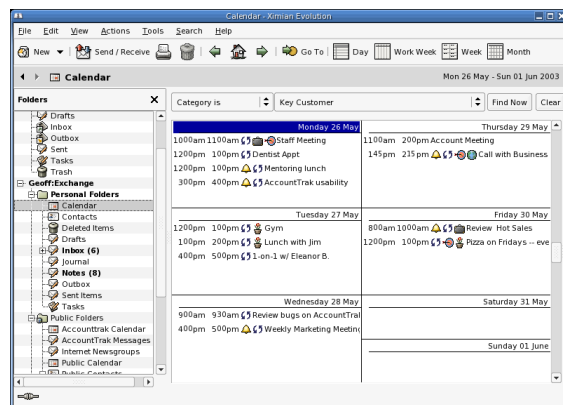 Calendar - Ximian Evolution
File Edit View Actions Tools Search Help
New Send / Receive Go To Day Work Week Week Month
Calendar Mon 26 May - Sun 01 Jun 2003
Folders
Category is Key Customer Find Now Clear
Drafts
Inbox
Outbox
Sent
Tasks
Trash
Geoff:Exchange
Personal Folders
Calendar
Contacts
Deleted Items
Drafts
Inbox (6)
Journal
Notes (8)
Outbox
Sent Items
Tasks
Public Folders
Accounttrak Calendar
AccountTrak Messages
Internet Newsgroups
Public Calendar
Public Contacts
Monday 26 May
1000am 1100am Staff Meeting
1200pm 100pm Dentist Appt
1200pm 100pm Mentoring lunch
300pm 400pm AccountTrak usability
Tuesday 27 May
1200pm 100pm Gym
100pm 200pm Lunch with Jim
400pm 500pm 1-on-1 w/ Eleanor B.
Wednesday 28 May
900am 930am Review bugs on AccountTral
400pm 500pm Weekly Marketing Meeting
Thursday 29 May
1100am 200pm Account Meeting
145pm 215pm Call with Business
Friday 30 May
800am 1000am Review Hot Sales
1200pm 100pm Pizza on Fridays -- eve
Saturday 31 May
Sunday 01 June